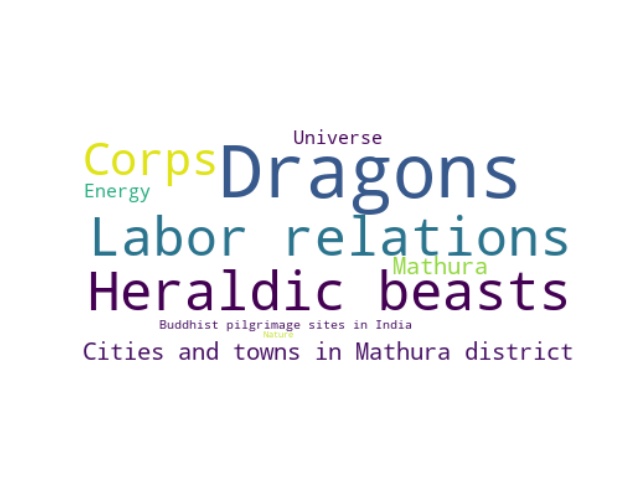 Universe
Corps
Dragons
Energy
Labor relations
Mathura
Heraldic beasts
Buddhist pilgrimage sites in India
Nature
Cities and towns in Mathura district